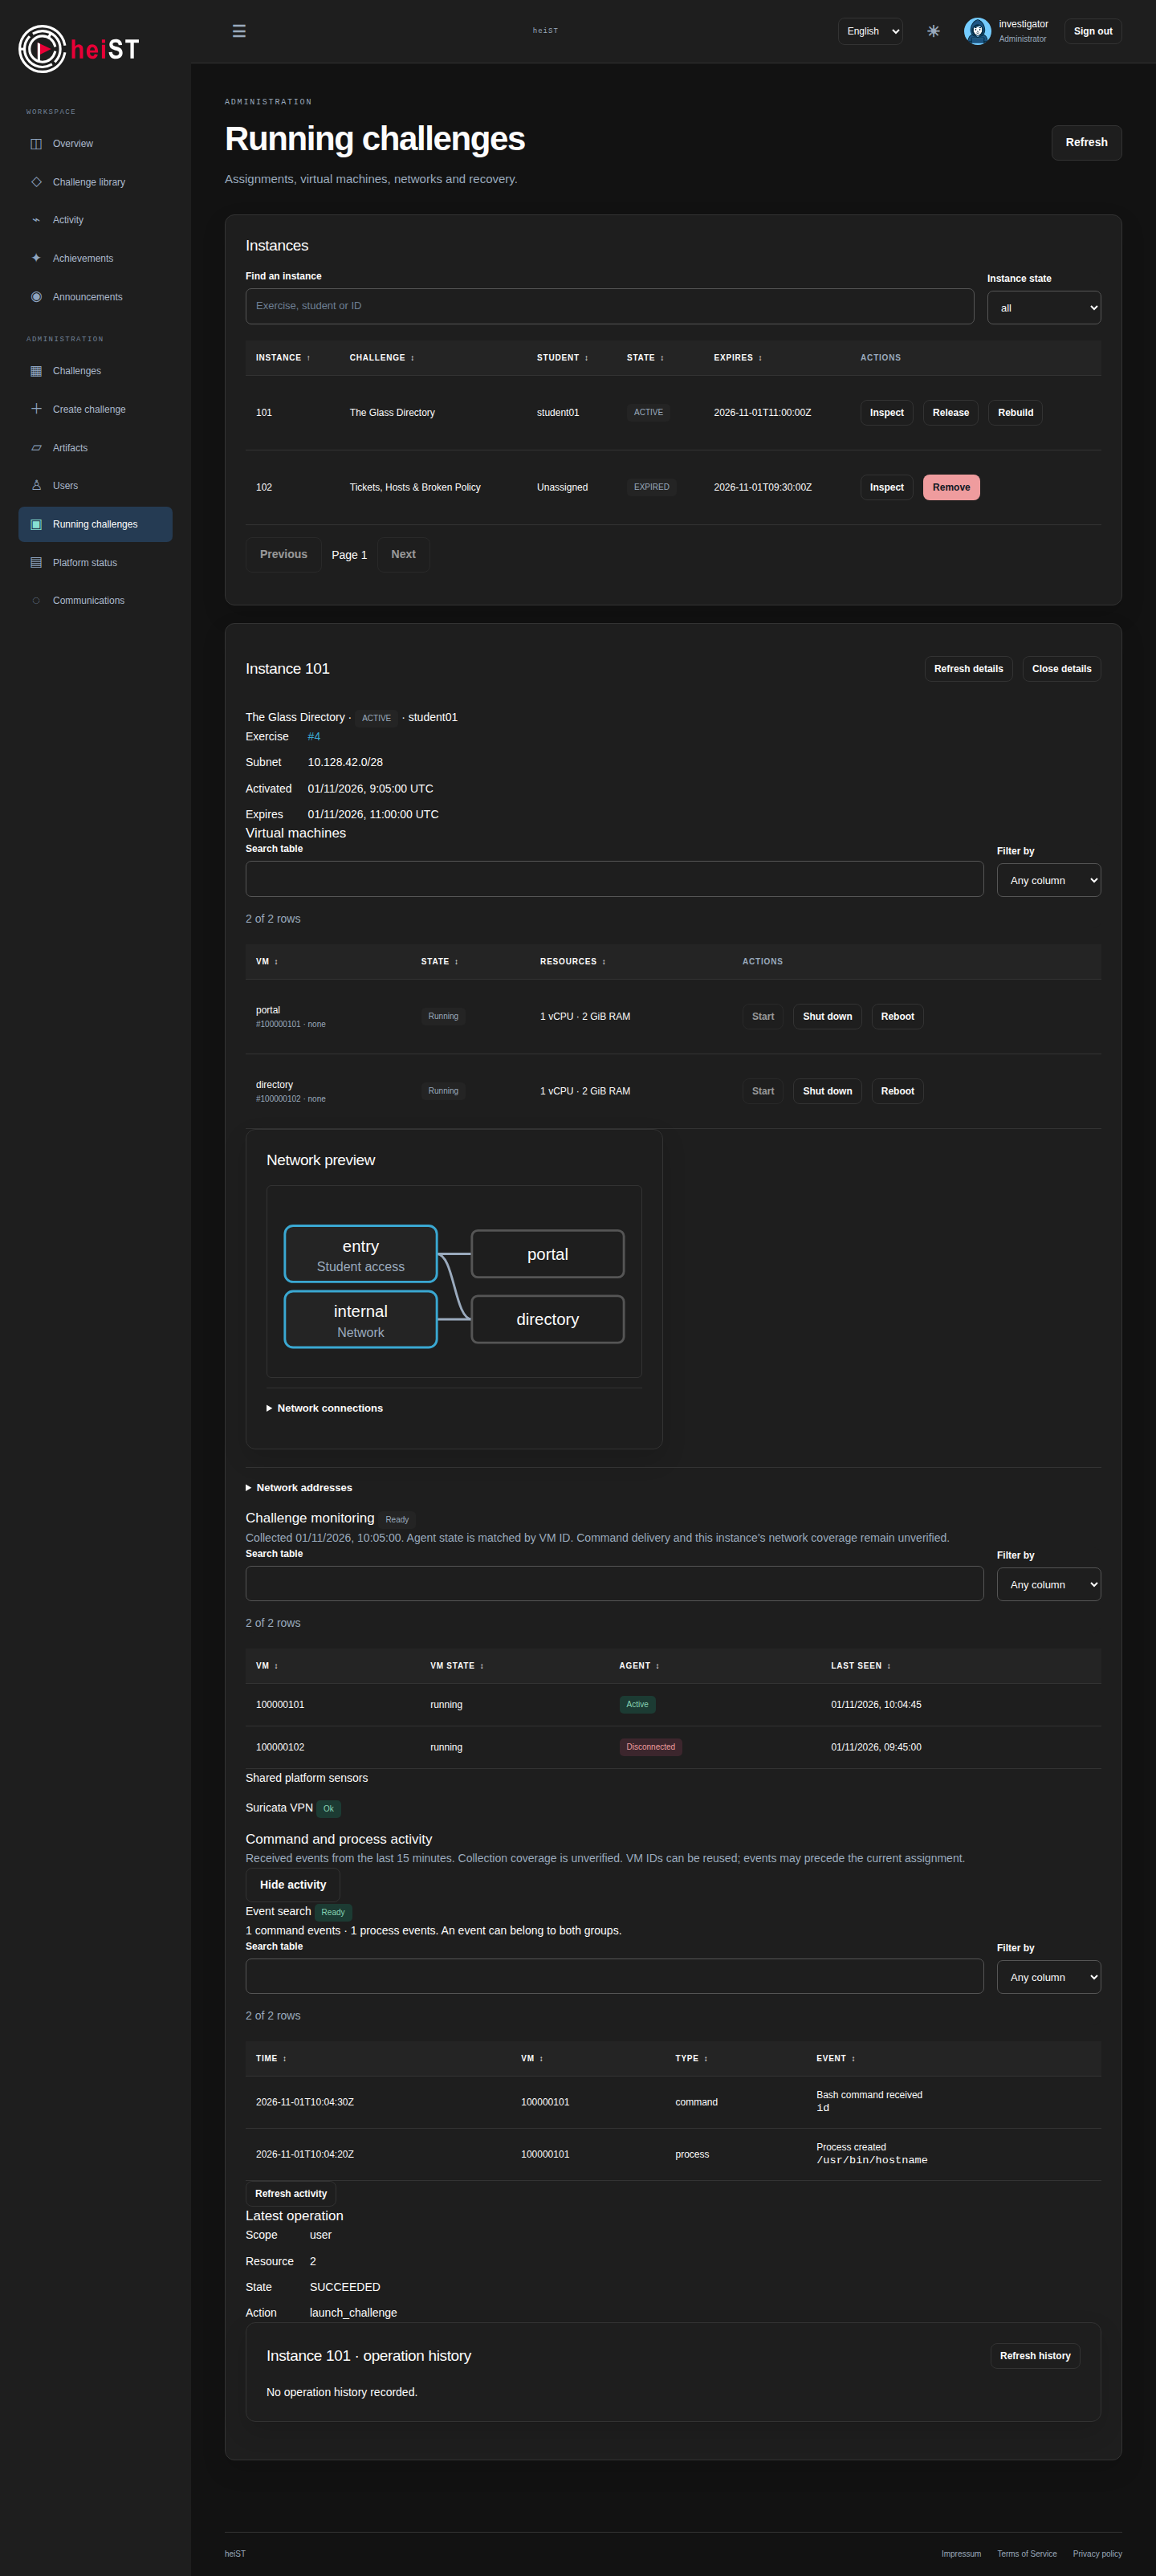 heiST
heiST
English
investigator
Administrator
Sign out
WORKSPACE
Overview
Challenge library
Activity
Achievements
Announcements
ADMINISTRATION
Challenges
Create challenge
Artifacts
Users
Running challenges
Platform status
Communications
ADMINISTRATION
Running challenges
Refresh
Assignments, virtual machines, networks and recovery.
Instances
Find an instance
Instance state
Exercise, student or ID
all
INSTANCE ↑ CHALLENGE ↕ STUDENT ↕ STATE ↕ EXPIRES ↕ ACTIONS
101 The Glass Directory student01 ACTIVE 2026-11-01T11:00:00Z Inspect Release Rebuild
102 Tickets, Hosts & Broken Policy Unassigned EXPIRED 2026-11-01T09:30:00Z Inspect Remove
Previous Page 1 Next
Instance 101
Refresh details Close details
The Glass Directory · ACTIVE · student01
Exercise #4
Subnet 10.128.42.0/28
Activated 01/11/2026, 9:05:00 UTC
Expires 01/11/2026, 11:00:00 UTC
Virtual machines
Search table
Filter by
Any column
2 of 2 rows
VM ↕ STATE ↕ RESOURCES ↕ ACTIONS
portal
#100000101 · none
Running 1 vCPU · 2 GiB RAM Start Shut down Reboot
directory
#100000102 · none
Running 1 vCPU · 2 GiB RAM Start Shut down Reboot
Network preview
entry
Student access
portal
internal
Network
directory
Network connections
Network addresses
Challenge monitoring Ready
Collected 01/11/2026, 10:05:00. Agent state is matched by VM ID. Command delivery and this instance's network coverage remain unverified.
Search table
Filter by
Any column
2 of 2 rows
VM ↕ VM STATE ↕ AGENT ↕ LAST SEEN ↕
100000101 running Active 01/11/2026, 10:04:45
100000102 running Disconnected 01/11/2026, 09:45:00
Shared platform sensors
Suricata VPN Ok
Command and process activity
Received events from the last 15 minutes. Collection coverage is unverified. VM IDs can be reused; events may precede the current assignment.
Hide activity
Event search Ready
1 command events · 1 process events. An event can belong to both groups.
Search table
Filter by
Any column
2 of 2 rows
TIME ↕ VM ↕ TYPE ↕ EVENT ↕
2026-11-01T10:04:30Z 100000101 command Bash command received
id
2026-11-01T10:04:20Z 100000101 process Process created
/usr/bin/hostname
Refresh activity
Latest operation
Scope user
Resource 2
State SUCCEEDED
Action launch_challenge
Instance 101 · operation history
Refresh history
No operation history recorded.
heiST
Impressum Terms of Service Privacy policy